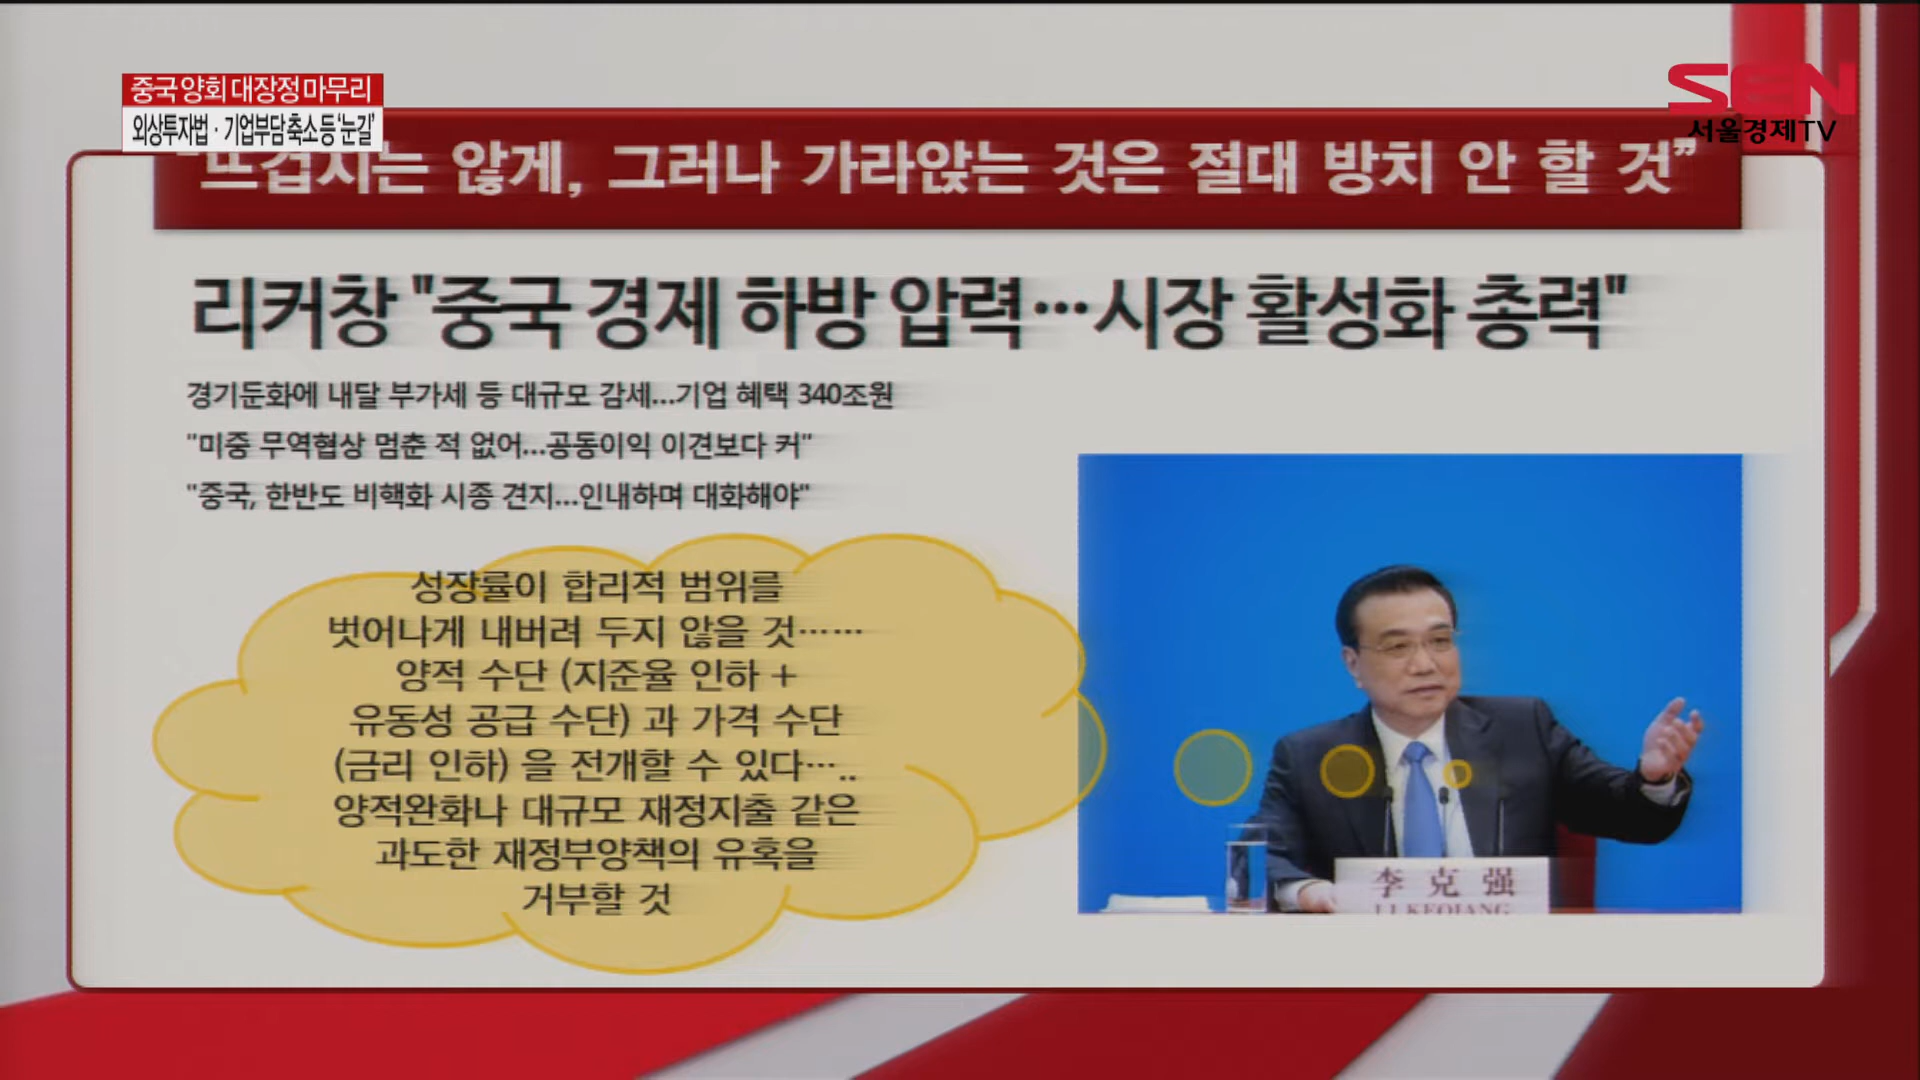 중국 양회 대장정 마무리
외상투자법·기업부담 축소 등 '눈길'
SEN
서울경제TV
"뜨겁지는 않게, 그러나 가라앉는 것은 절대 방치 안 할 것"
리커창 "중국 경제 하방 압력…시장 활성화 총력"
경기둔화에 내달 부가세 등 대규모 감세...기업 혜택 340조원
"미중 무역협상 멈춘 적 없어...공동이익 이견보다 커"
"중국, 한반도 비핵화 시종 견지...인내하며 대화해야"
성장률이 합리적 범위를
벗어나게 내버려 두지 않을 것……
양적 수단 (지준율 인하 +
유동성 공급 수단) 과 가격 수단
(금리 인하) 을 전개할 수 있다…..
양적완화나 대규모 재정지출 같은
과도한 재정부양책의 유혹을
거부할 것
李克强
LI KEQIANG